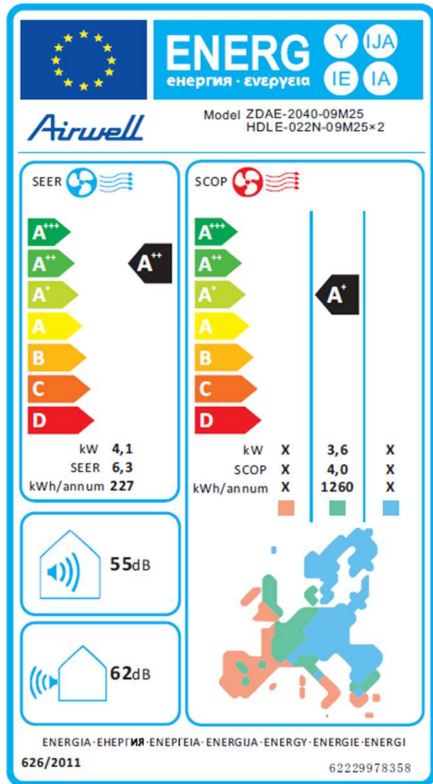 ENERG
енергия · ενεργεια
Y IJA
IE IA
Airwell
Model ZDAE-2040-09M25
HDLE-022N-09M25×2
SEER
SCOP
A+++
A++
A+
A
B
C
D
A++
kW 4,1
SEER 6,3
kWh/annum 227
A+++
A++
A+
A
B
C
D
A+
kW X 3,6 X
SCOP X 4,0 X
kWh/annum X 1260 X
55dB
62dB
ENERGIA·ЕНЕРГИЯ·ΕΝΕΡΓΕΙΑ·ENERGIJA·ENERGY·ENERGIE·ENERGI
626/2011
62229978358